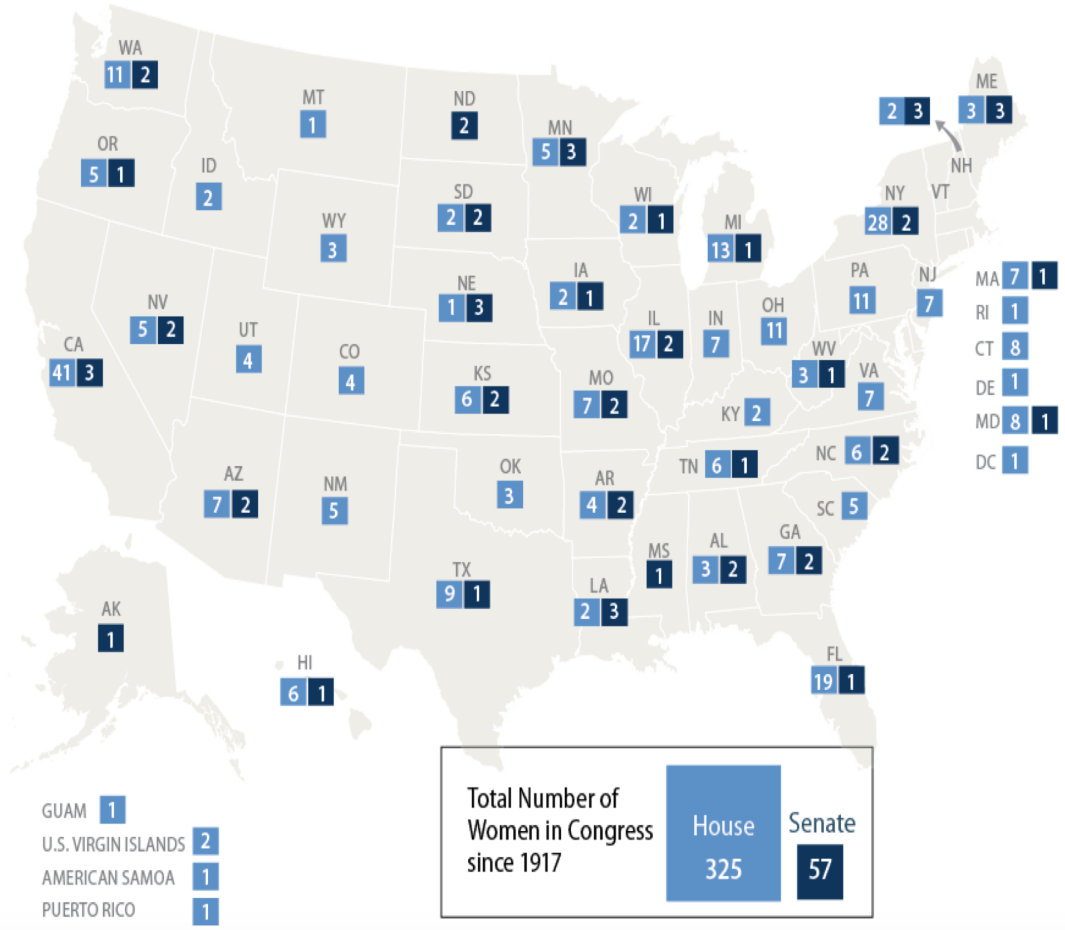 WA
11 2
MT
1
ND
2
MN
5 3
2 3
ME
3 3
OR
5 1
ID
2
SD
2 2
WI
2 1
MI
13 1
NH
NY
28 2
VT
WY
3
NE
1 3
IA
2 1
PA
11
NJ
7
MA 7 1
NV
5 2
UT
4
CO
4
IL
17 2
IN
7
OH
11
RI 1
CA
41 3
KS
6 2
MO
7 2
WV
3 1
VA
7
CT 8
DE 1
KY 2
MD 8 1
AZ
7 2
NM
5
OK
3
AR
4 2
TN 6 1
NC 6 2
DC 1
SC 5
TX
9 1
LA
2 3
MS
1
AL
3 2
GA
7 2
AK
1
HI
6 1
FL
19 1
GUAM 1
U.S. VIRGIN ISLANDS 2
AMERICAN SAMOA 1
PUERTO RICO 1
Total Number of
Women in Congress
since 1917
House
325
Senate
57